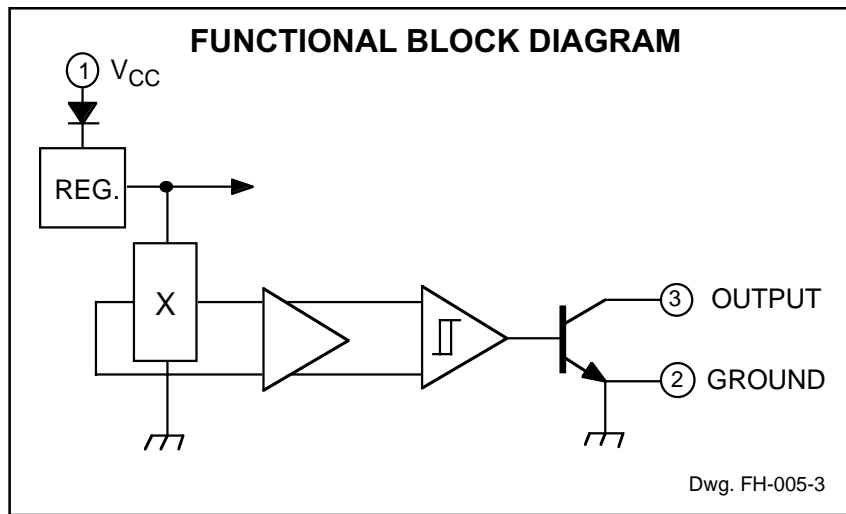 FUNCTIONAL BLOCK DIAGRAM
1 VCC
REG.
X
3 OUTPUT
2 GROUND
Dwg. FH-005-3